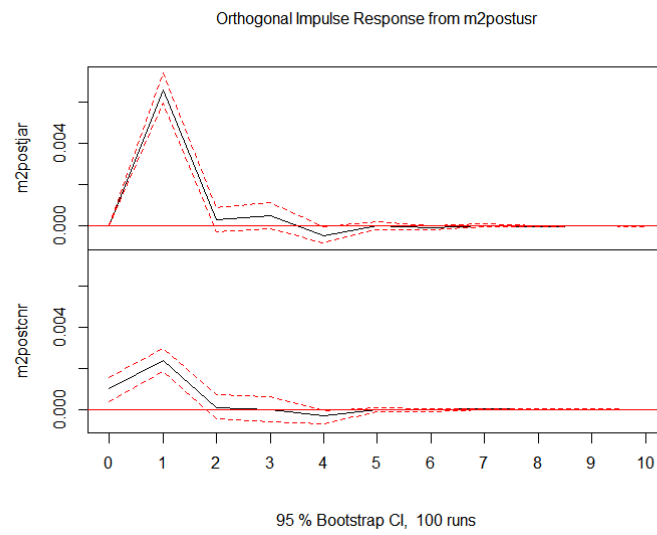 Orthogonal Impulse Response from m2postusr
m2postjar
0.004
0.000
m2postcnr
0.004
0.000
0 1 2 3 4 5 6 7 8 9 10
95 % Bootstrap CI, 100 runs